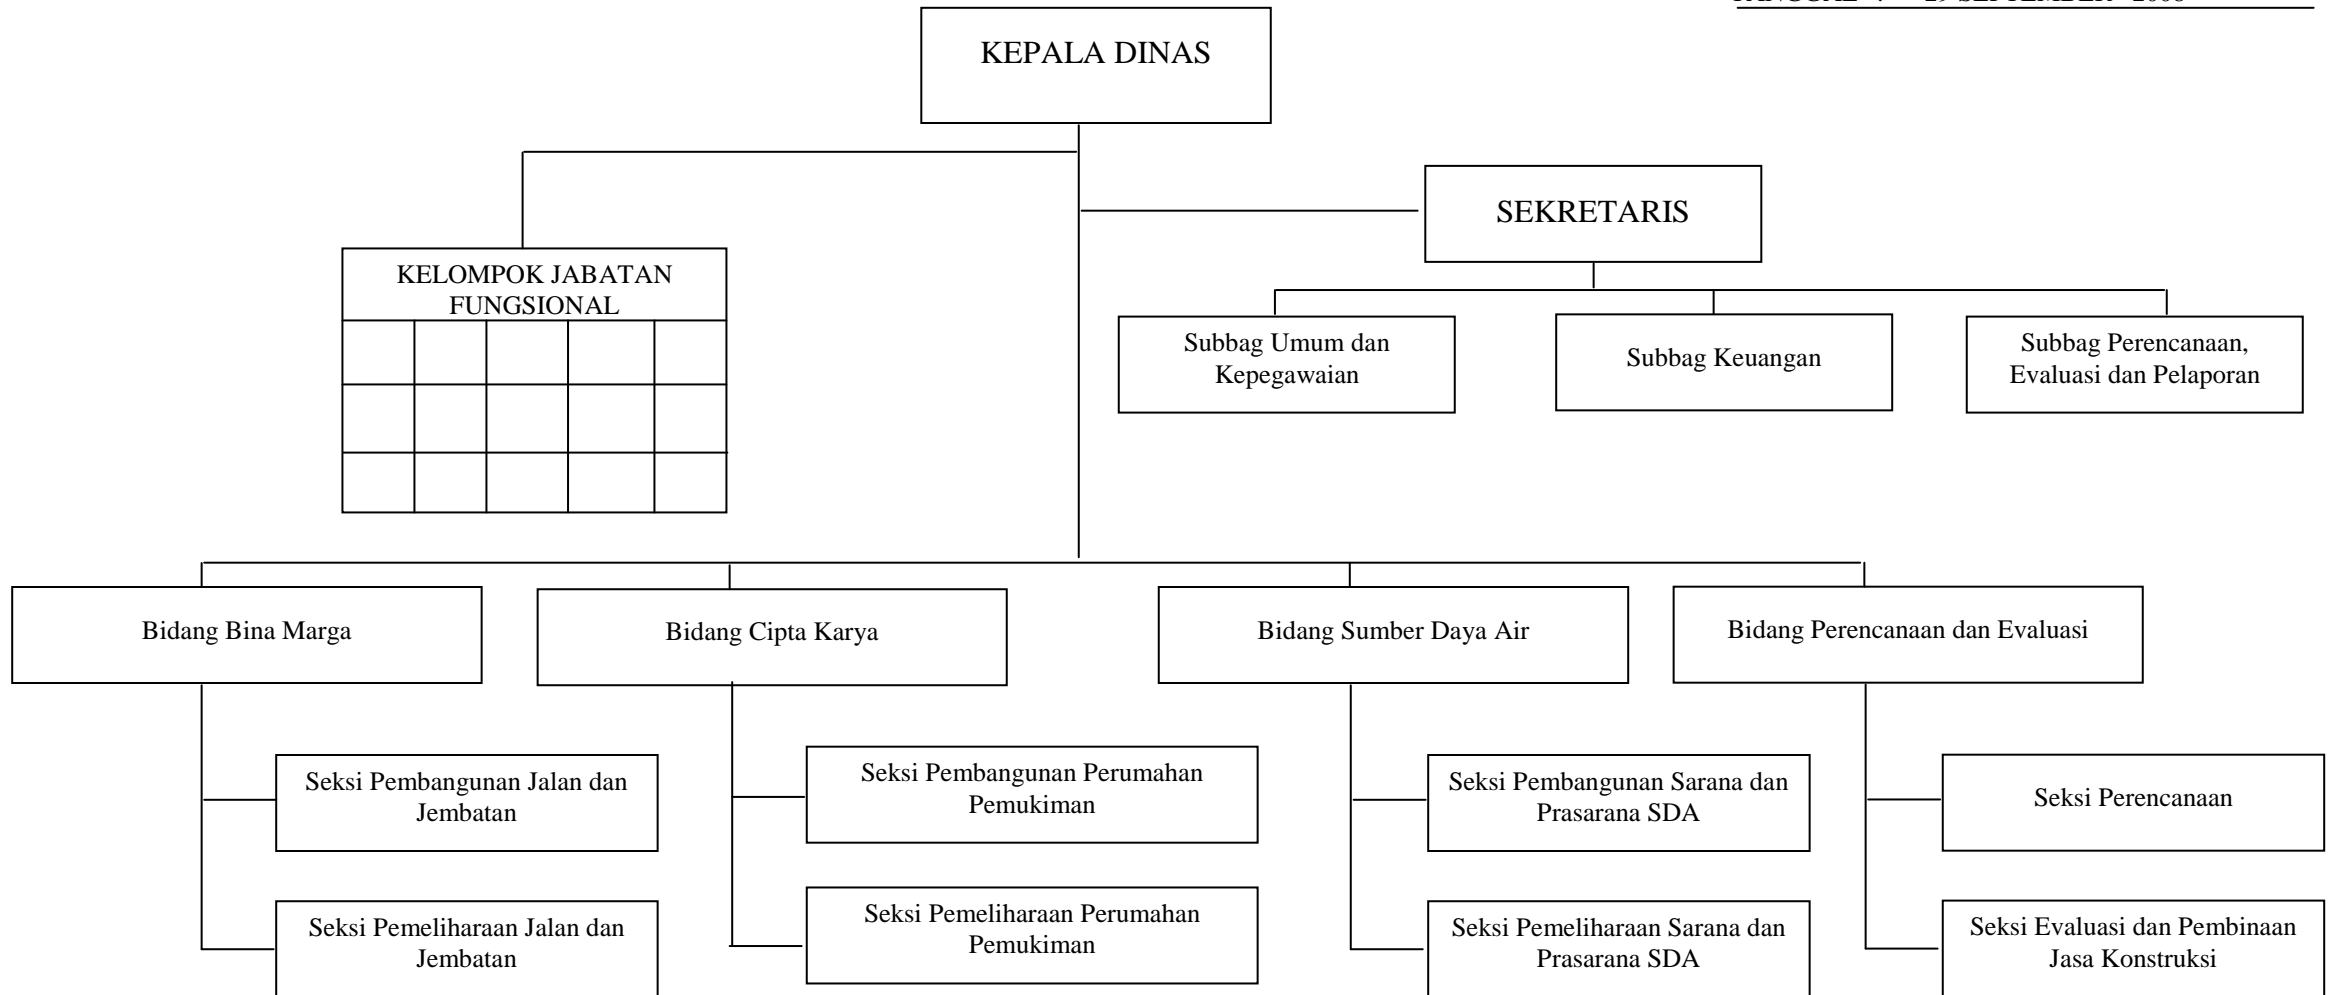 KEPALA DINAS
SEKRETARIS
KELOMPOK JABATAN
FUNGSIONAL
Subbag Umum dan
Kepegawaian
Subbag Keuangan
Subbag Perencanaan,
Evaluasi dan Pelaporan
Bidang Bina Marga
Bidang Cipta Karya
Bidang Sumber Daya Air
Bidang Perencanaan dan Evaluasi
Seksi Pembangunan Jalan dan
Jembatan
Seksi Pembangunan Perumahan
Pemukiman
Seksi Pembangunan Sarana dan
Prasarana SDA
Seksi Perencanaan
Seksi Pemeliharaan Jalan dan
Jembatan
Seksi Pemeliharaan Perumahan
Pemukiman
Seksi Pemeliharaan Sarana dan
Prasarana SDA
Seksi Evaluasi dan Pembinaan
Jasa Konstruksi